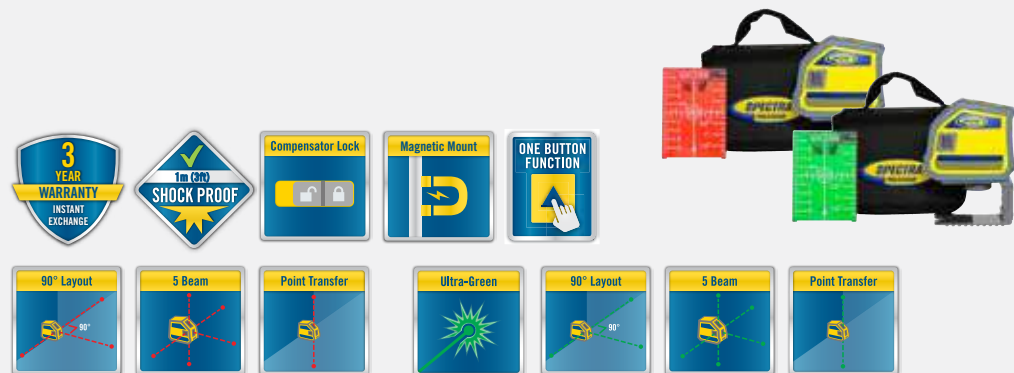 3
YEAR
WARRANTY
INSTANT
EXCHANGE
1m (3ft)
SHOCK PROOF
Compensator Lock
Magnetic Mount
ONE BUTTON
FUNCTION
SPECTRA
SPECTRA
90° Layout
90°
5 Beam
Point Transfer
Ultra-Green
90° Layout
90°
5 Beam
Point Transfer